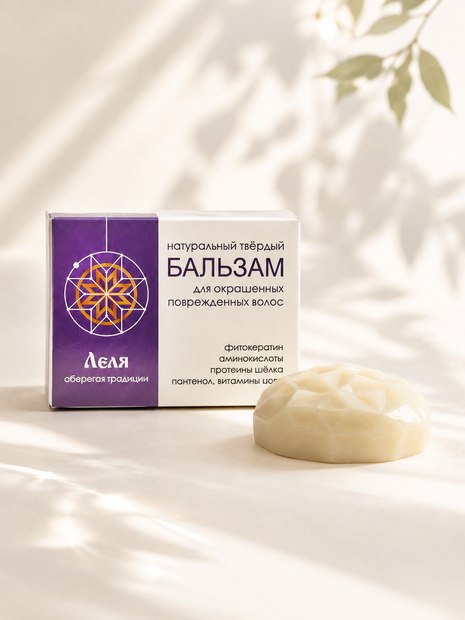 натуральный твёрдый
БАЛЬЗАМ
для окрашенных
поврежденных волос
фитокератин
аминокислоты
протеины шёлка
пантенол, витамины
Леля
оберегая традиции